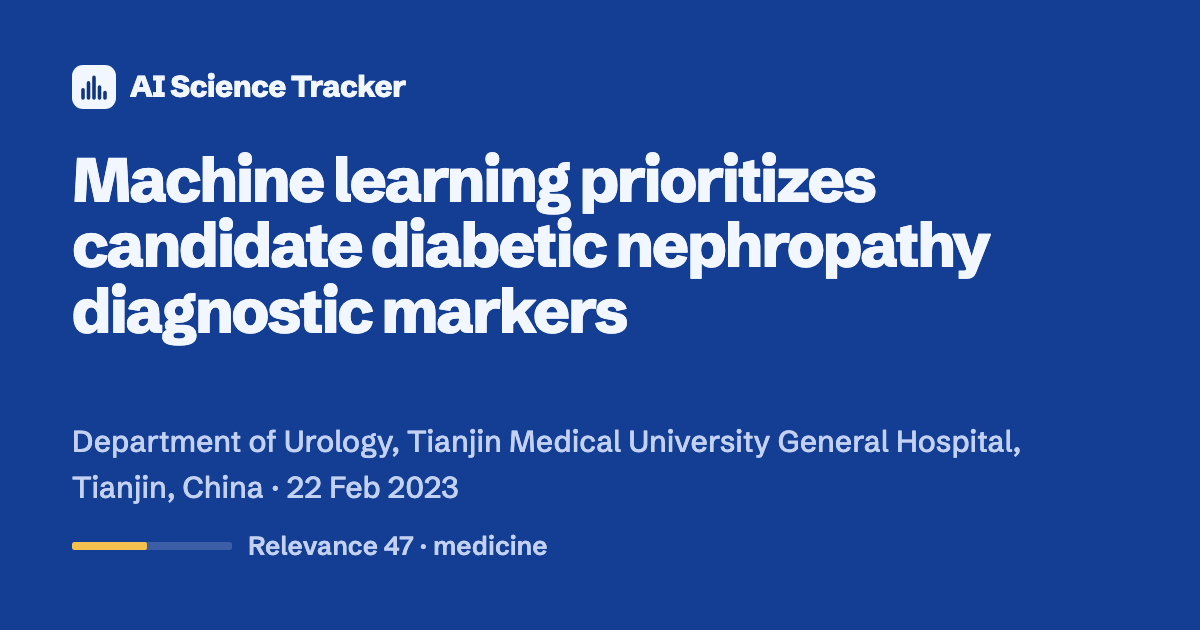 AI Science Tracker
Machine learning prioritizes
candidate diabetic nephropathy
diagnostic markers
Department of Urology, Tianjin Medical University General Hospital,
Tianjin, China · 22 Feb 2023
Relevance 47 · medicine